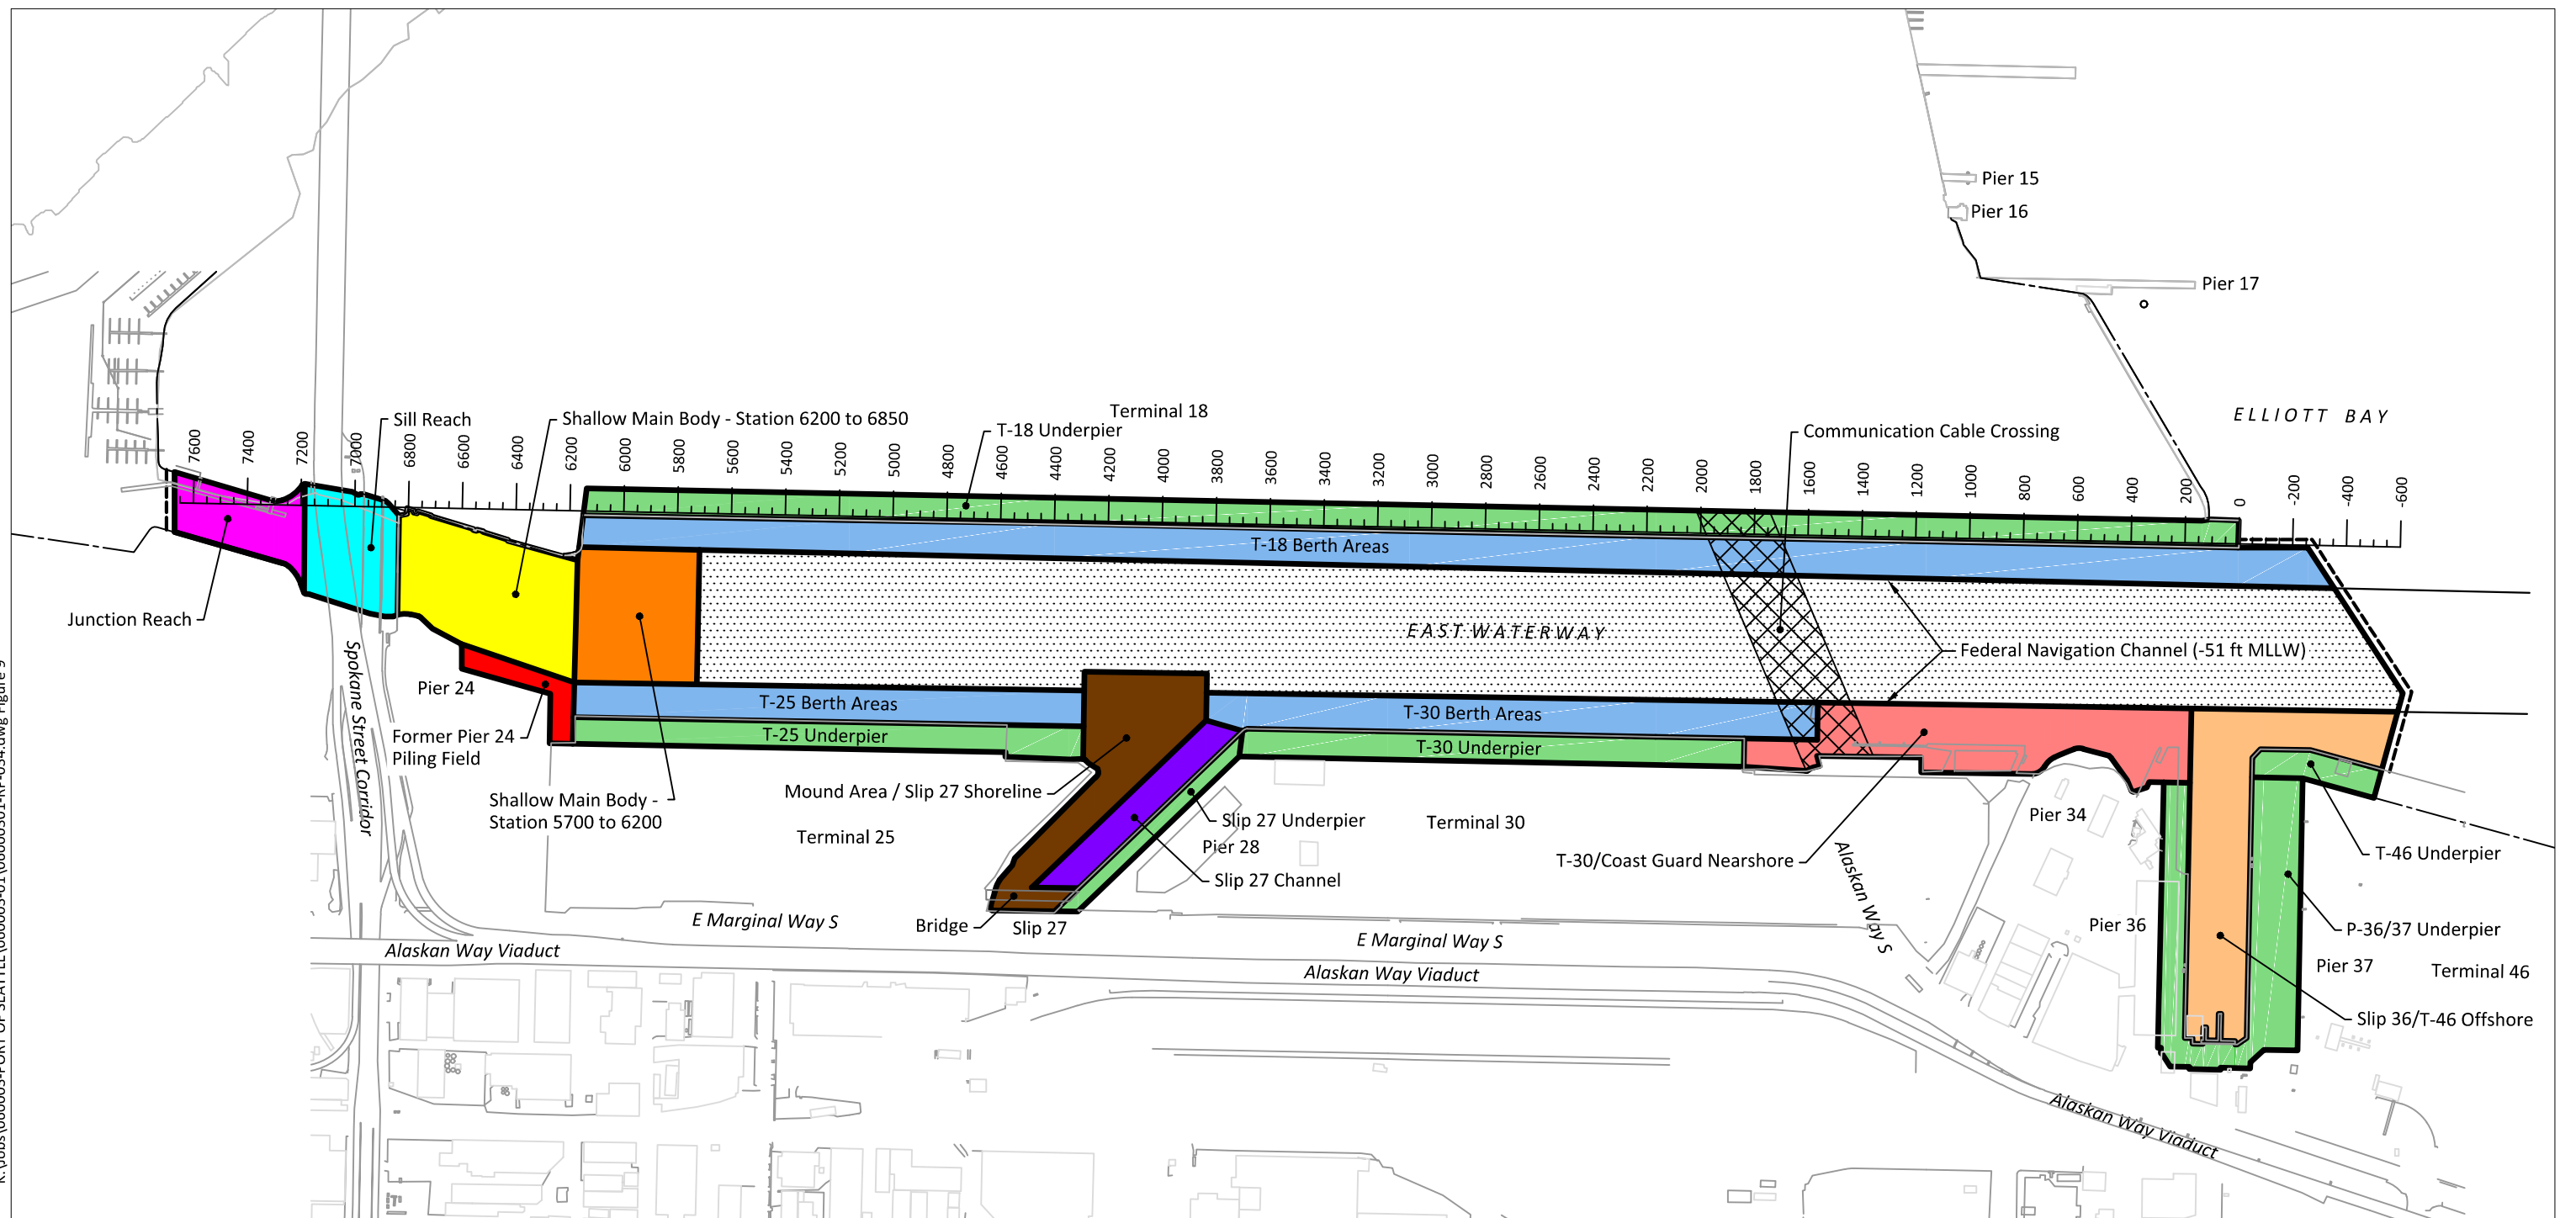 Pier 15
Pier 16
Pier 17
ELLIOTT BAY
Terminal 18
Sill Reach
Shallow Main Body - Station 6200 to 6850
T-18 Underpier
Communication Cable Crossing
7600
7400
7200
7000
6800
6600
6400
6200
6000
5800
5600
5400
5200
5000
4800
4600
4400
4200
4000
3800
3600
3400
3200
3000
2800
2600
2400
2200
2000
1800
1600
1400
1200
1000
800
600
400
200
0
-200
-400
-600
T-18 Berth Areas
Junction Reach
EAST WATERWAY
Federal Navigation Channel (-51 ft MLLW)
Spokane Street Corridor
Pier 24
T-25 Berth Areas
T-30 Berth Areas
Former Pier 24
Piling Field
T-25 Underpier
T-30 Underpier
Shallow Main Body -
Station 5700 to 6200
Mound Area / Slip 27 Shoreline
Terminal 25
Slip 27 Underpier
Pier 28
Terminal 30
Slip 27 Channel
T-30/Coast Guard Nearshore
Pier 34
Alaskan Way S
T-46 Underpier
Bridge
Slip 27
E Marginal Way S
E Marginal Way S
Pier 36
P-36/37 Underpier
Pier 37
Terminal 46
Alaskan Way Viaduct
Alaskan Way Viaduct
Slip 36/T-46 Offshore
Alaskan Way Viaduct